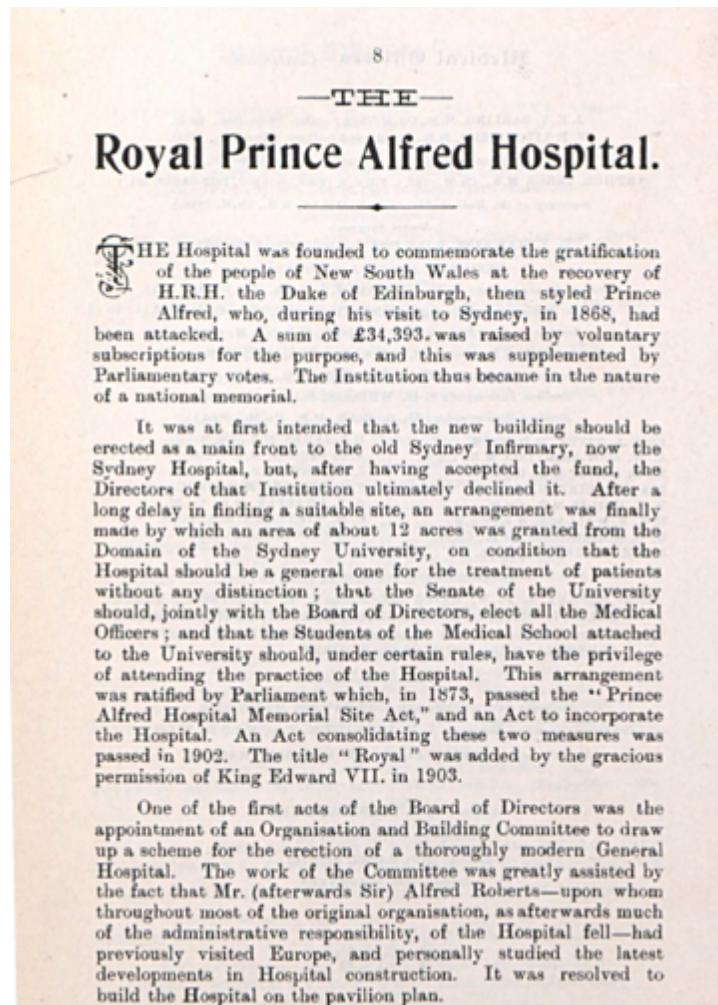 8
—THE—
Royal Prince Alfred Hospital.
THE Hospital was founded to commemorate the gratification
of the people of New South Wales at the recovery of
H.R.H. the Duke of Edinburgh, then styled Prince
Alfred, who, during his visit to Sydney, in 1868, had
been attacked. A sum of £34,393. was raised by voluntary
subscriptions for the purpose, and this was supplemented by
Parliamentary votes. The Institution thus became in the nature
of a national memorial.
It was at first intended that the new building should be
erected as a main front to the old Sydney Infirmary, now the
Sydney Hospital, but, after having accepted the fund, the
Directors of that Institution ultimately declined it. After a
long delay in finding a suitable site, an arrangement was finally
made by which an area of about 12 acres was granted from the
Domain of the Sydney University, on condition that the
Hospital should be a general one for the treatment of patients
without any distinction ; that the Senate of the University
should, jointly with the Board of Directors, elect all the Medical
Officers ; and that the Students of the Medical School attached
to the University should, under certain rules, have the privilege
of attending the practice of the Hospital. This arrangement
was ratified by Parliament which, in 1873, passed the “ Prince
Alfred Hospital Memorial Site Act,” and an Act to incorporate
the Hospital. An Act consolidating these two measures was
passed in 1902. The title “ Royal ” was added by the gracious
permission of King Edward VII. in 1903.
One of the first acts of the Board of Directors was the
appointment of an Organisation and Building Committee to draw
up a scheme for the erection of a thoroughly modern General
Hospital. The work of the Committee was greatly assisted by
the fact that Mr. (afterwards Sir) Alfred Roberts—upon whom
throughout most of the original organisation, as afterwards much
of the administrative responsibility, of the Hospital fell—had
previously visited Europe, and personally studied the latest
developments in Hospital construction. It was resolved to
build the Hospital on the pavilion plan.